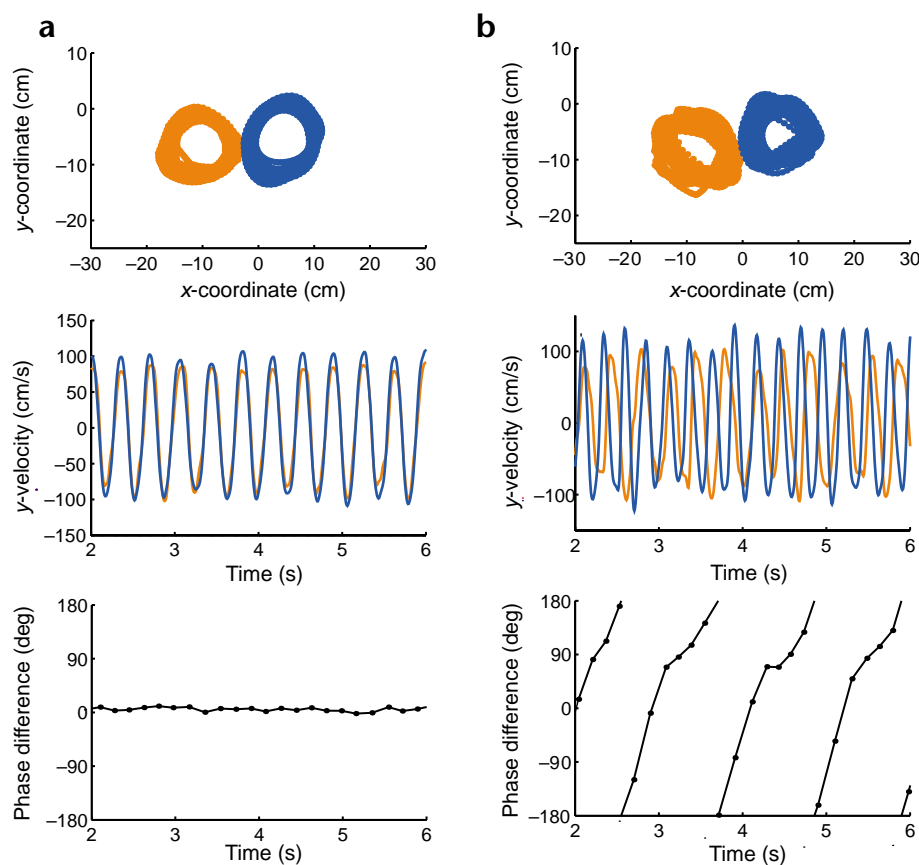 a
10
0
–10
–20
y-coordinate (cm)
–30 –20 –10 0 10 20 30
x-coordinate (cm)
150
100
50
0
–50
–100
–150
y-velocity (cm/s)
2 3 4 5 6
Time (s)
180
90
0
–90
–180
Phase difference (deg)
2 3 4 5 6
Time (s)
b
10
0
–10
–20
y-coordinate (cm)
–30 –20 –10 0 10 20 30
x-coordinate (cm)
100
0
–100
y-velocity (cm/s)
2 3 4 5 6
Time (s)
180
90
0
–90
–180
Phase difference (deg)
2 3 4 5 6
Time (s)